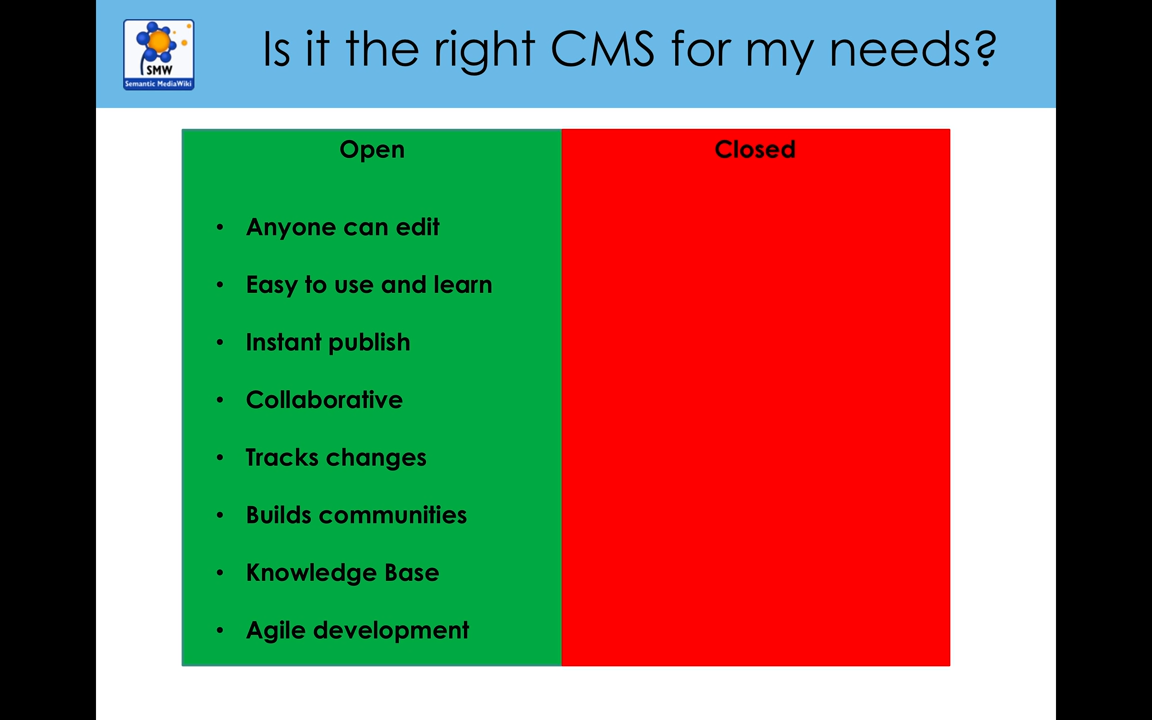 SMW
Semantic MediaWiki
Is it the right CMS for my needs?
Open
• Anyone can edit
• Easy to use and learn
• Instant publish
• Collaborative
• Tracks changes
• Builds communities
• Knowledge Base
• Agile development
Closed